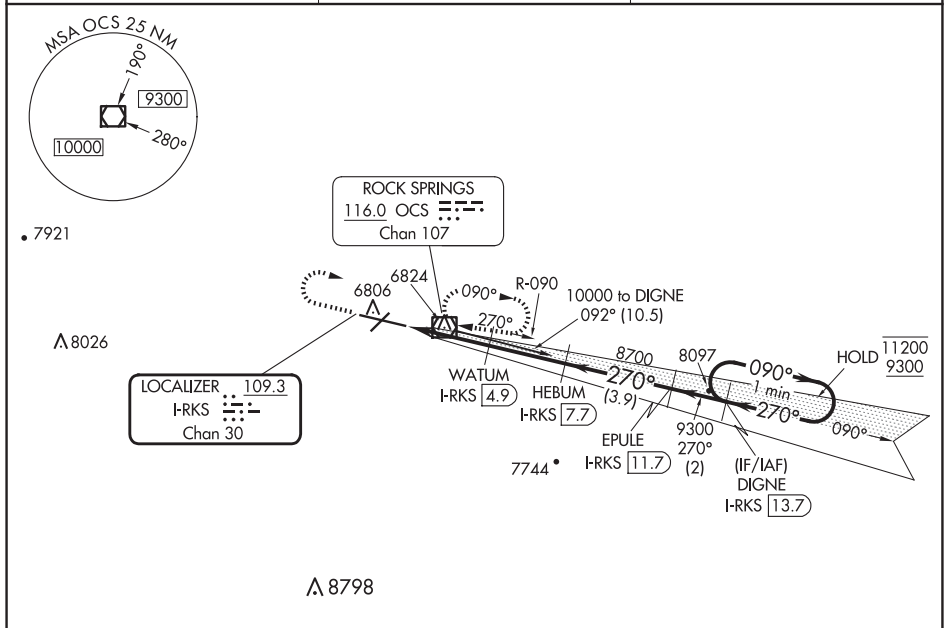 MSA OCS 25 NM
190°
9300
10000
280°
7921
ROCK SPRINGS
116.0 OCS
Chan 107
6806
6824
090°
R-090
270°
10000 to DIGNE
092° (10.5)
8026
8700
8097
090°
1 min
270°
HOLD
11200
9300
LOCALIZER 109.3
I-RKS
Chan 30
WATUM
I-RKS 4.9
HEBUM
I-RKS 7.7
270°
(3.9)
090°
EPULE
I-RKS 11.7
9300
270°
(2)
(IF/IAF)
DIGNE
I-RKS 13.7
7744
8798